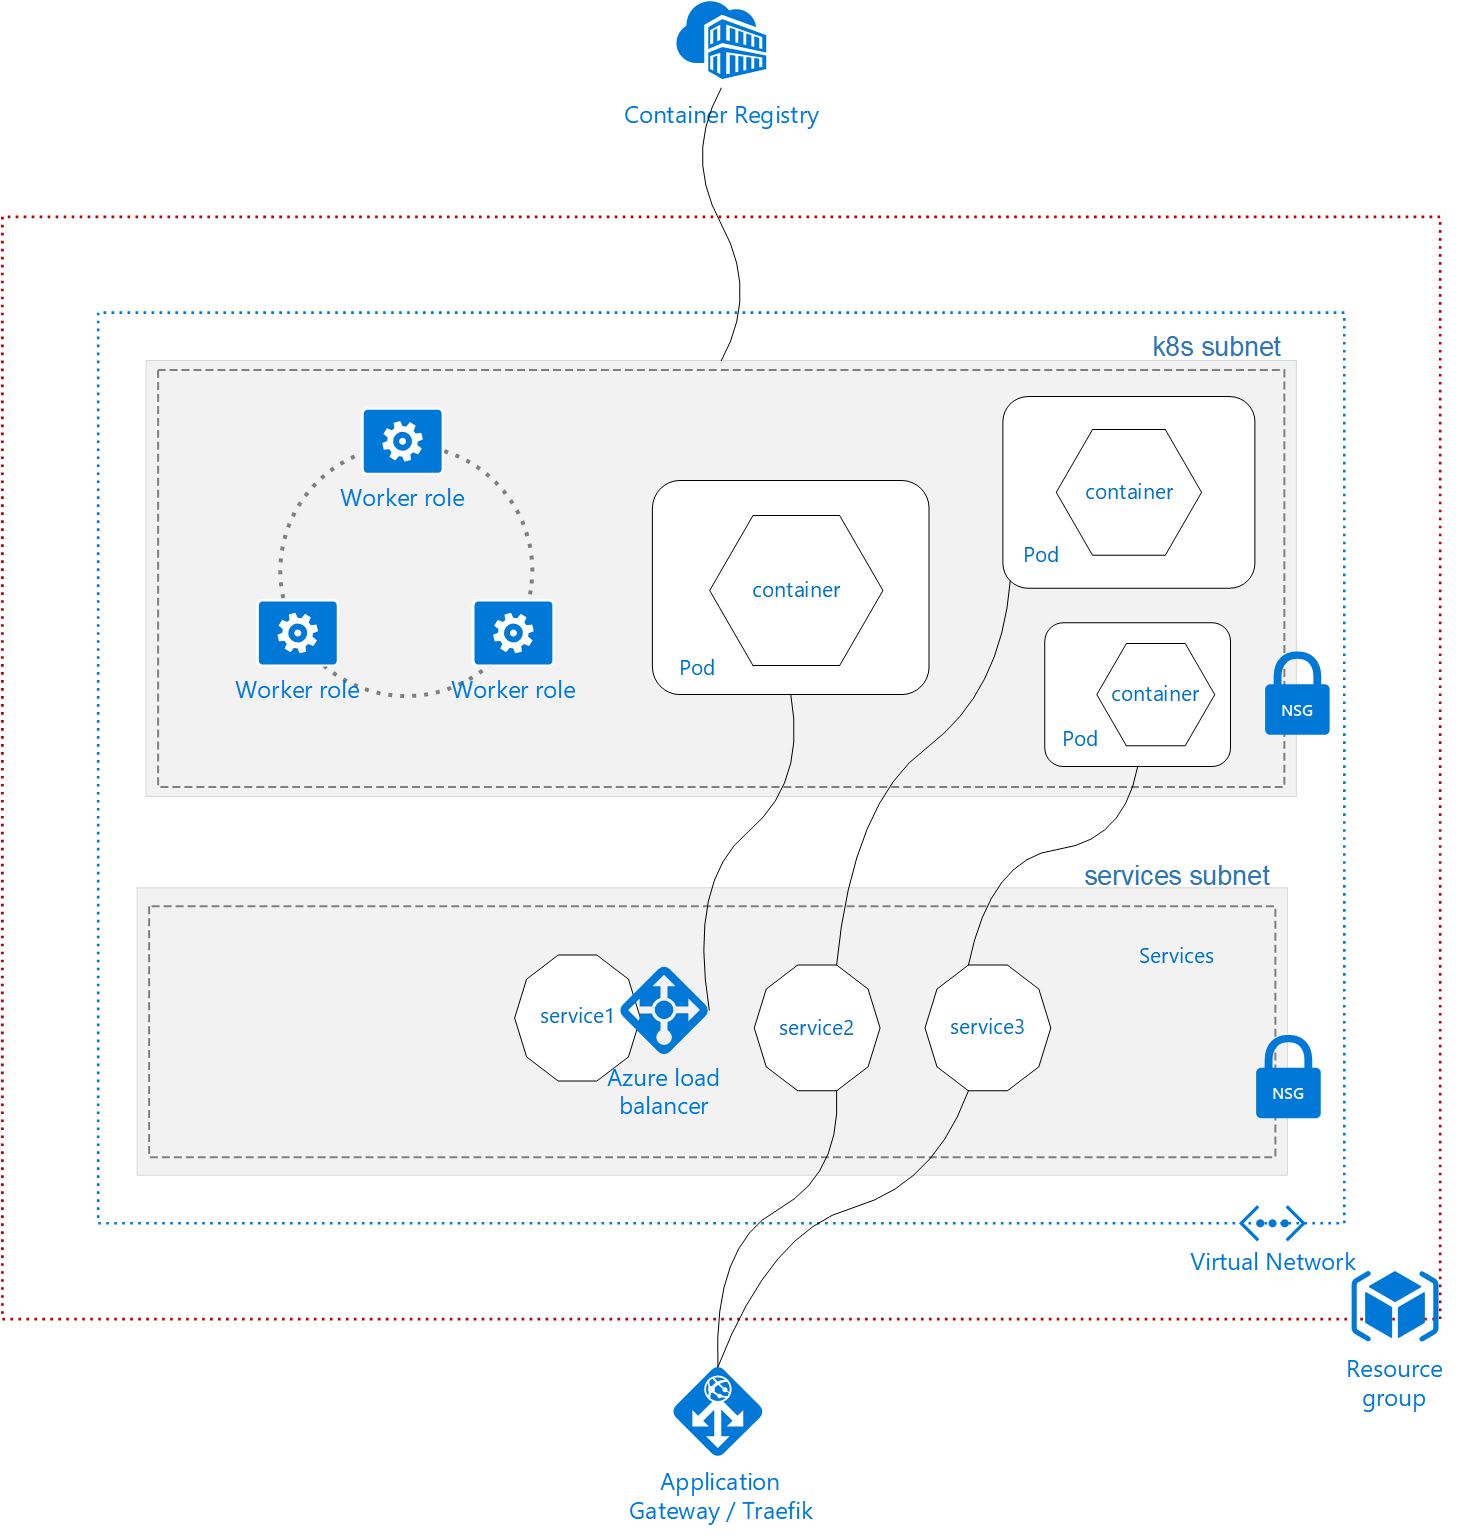 Container Registry
k8s subnet
Worker role
container
Pod
container
Pod
Worker role
Worker role
container
Pod
NSG
services subnet
Services
service1
service2
service3
Azure load
balancer
NSG
Virtual Network
Resource
group
Application
Gateway / Traefik